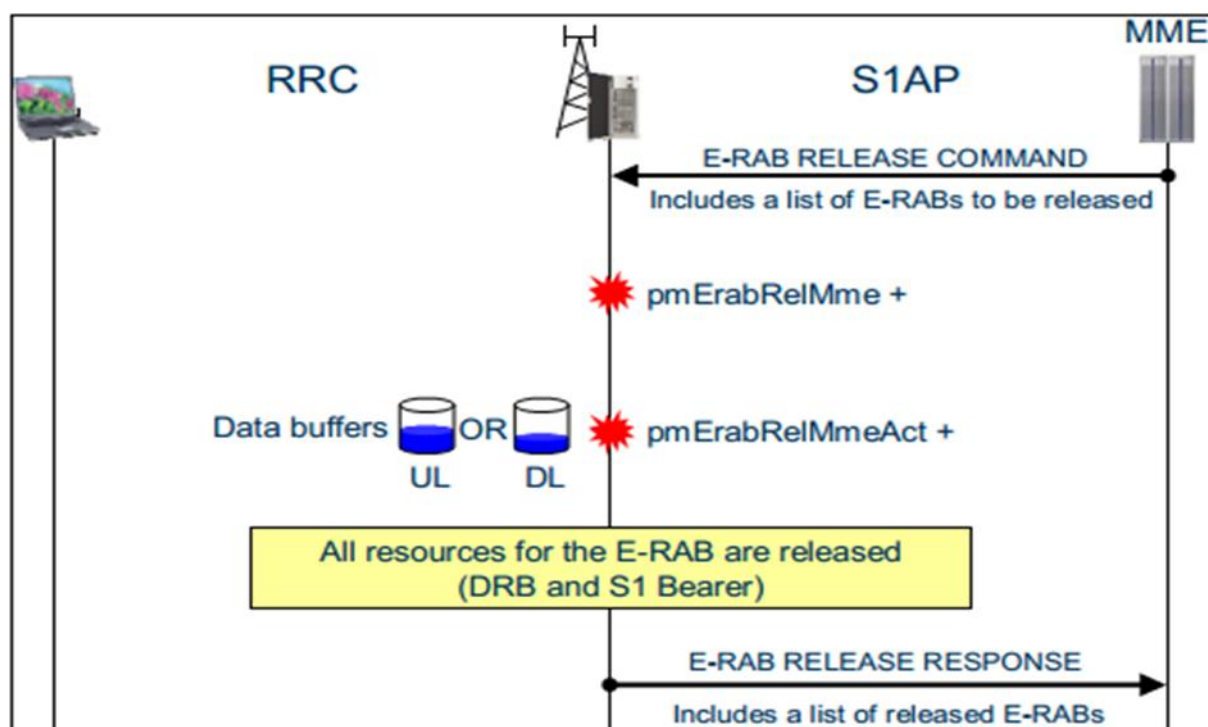 MME
RRC
S1AP
E-RAB RELEASE COMMAND
Includes a list of E-RABs to be released
pmErabRelMme +
Data buffers
OR
pmErabRelMmeAct +
UL
DL
All resources for the E-RAB are released
(DRB and S1 Bearer)
E-RAB RELEASE RESPONSE
Includes a list of released E-RABs